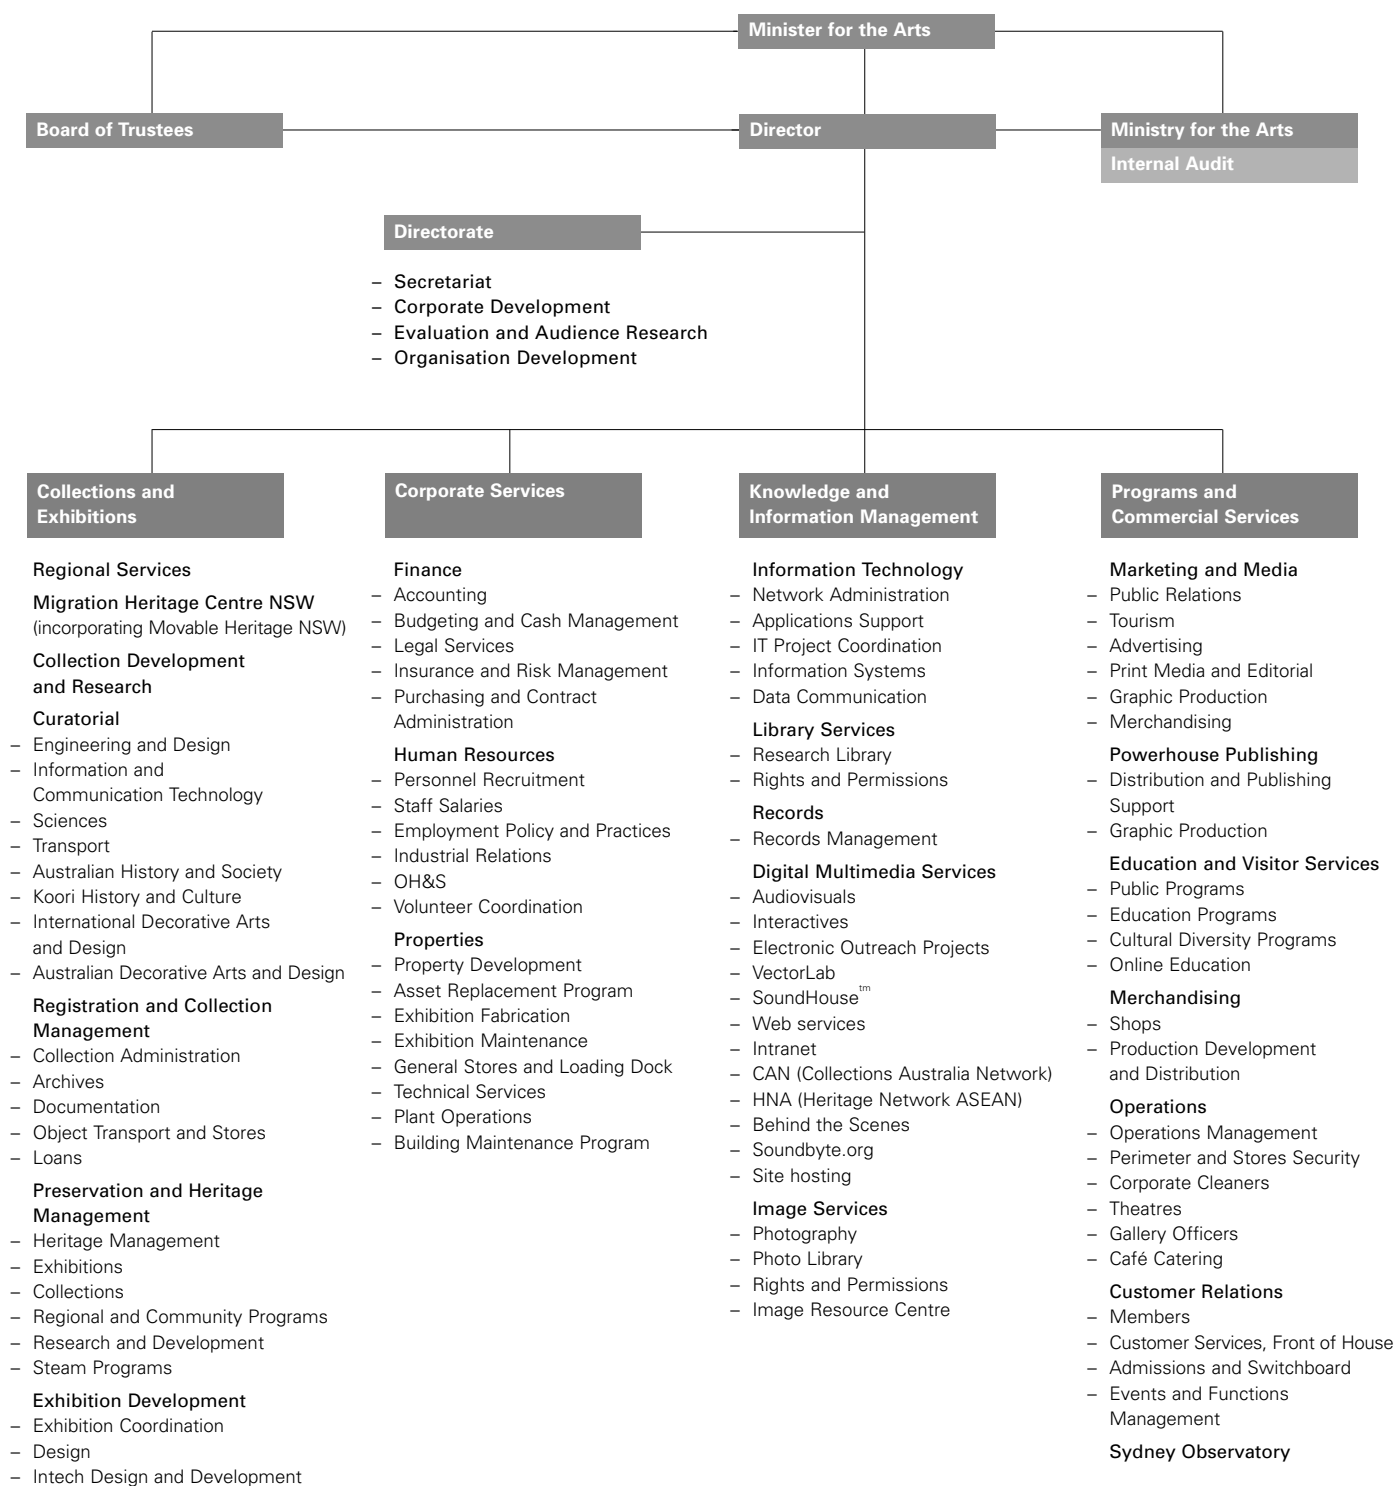 Minister for the Arts
Board of Trustees
Director
Ministry for the Arts
Internal Audit
Directorate
– Secretariat
– Corporate Development
– Evaluation and Audience Research
– Organisation Development
Collections and
Exhibitions
Regional Services
Migration Heritage Centre NSW
(incorporating Movable Heritage NSW)
Collection Development
and Research
Curatorial
– Engineering and Design
– Information and
Communication Technology
– Sciences
– Transport
– Australian History and Society
– Koori History and Culture
– International Decorative Arts
and Design
– Australian Decorative Arts and Design
Registration and Collection
Management
– Collection Administration
– Archives
– Documentation
– Object Transport and Stores
– Loans
Preservation and Heritage
Management
– Heritage Management
– Exhibitions
– Collections
– Regional and Community Programs
– Research and Development
– Steam Programs
Exhibition Development
– Exhibition Coordination
– Design
– Intech Design and Development
Corporate Services
Finance
– Accounting
– Budgeting and Cash Management
– Legal Services
– Insurance and Risk Management
– Purchasing and Contract
Administration
Human Resources
– Personnel Recruitment
– Staff Salaries
– Employment Policy and Practices
– Industrial Relations
– OH&S
– Volunteer Coordination
Properties
– Property Development
– Asset Replacement Program
– Exhibition Fabrication
– Exhibition Maintenance
– General Stores and Loading Dock
– Technical Services
– Plant Operations
– Building Maintenance Program
Knowledge and
Information Management
Information Technology
– Network Administration
– Applications Support
– IT Project Coordination
– Information Systems
– Data Communication
Library Services
– Research Library
– Rights and Permissions
Records
– Records Management
Digital Multimedia Services
– Audiovisuals
– Interactives
– Electronic Outreach Projects
– VectorLab
– SoundHouse™
– Web services
– Intranet
– CAN (Collections Australia Network)
– HNA (Heritage Network ASEAN)
– Behind the Scenes
– Soundbyte.org
– Site hosting
Image Services
– Photography
– Photo Library
– Rights and Permissions
– Image Resource Centre
Programs and
Commercial Services
Marketing and Media
– Public Relations
– Tourism
– Advertising
– Print Media and Editorial
– Graphic Production
– Merchandising
Powerhouse Publishing
– Distribution and Publishing
Support
– Graphic Production
Education and Visitor Services
– Public Programs
– Education Programs
– Cultural Diversity Programs
– Online Education
Merchandising
– Shops
– Production Development
and Distribution
Operations
– Operations Management
– Perimeter and Stores Security
– Corporate Cleaners
– Theatres
– Gallery Officers
– Café Catering
Customer Relations
– Members
– Customer Services, Front of House
– Admissions and Switchboard
– Events and Functions
Management
Sydney Observatory